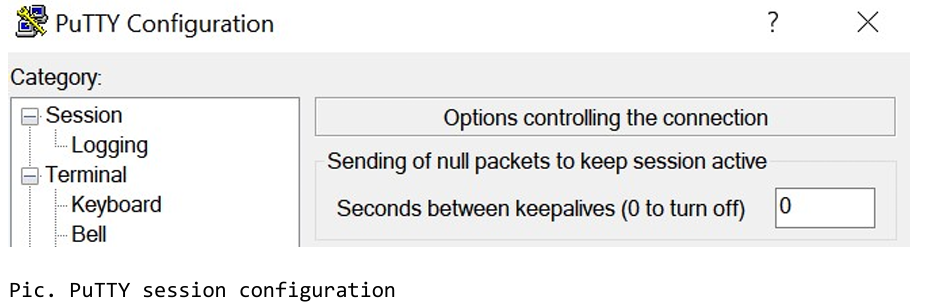 PuTTY Configuration
?
Category:
Session
Logging
Terminal
Keyboard
Bell
Options controlling the connection
Sending of null packets to keep session active
Seconds between keepalives (0 to turn off) 0
Pic. PuTTY session configuration